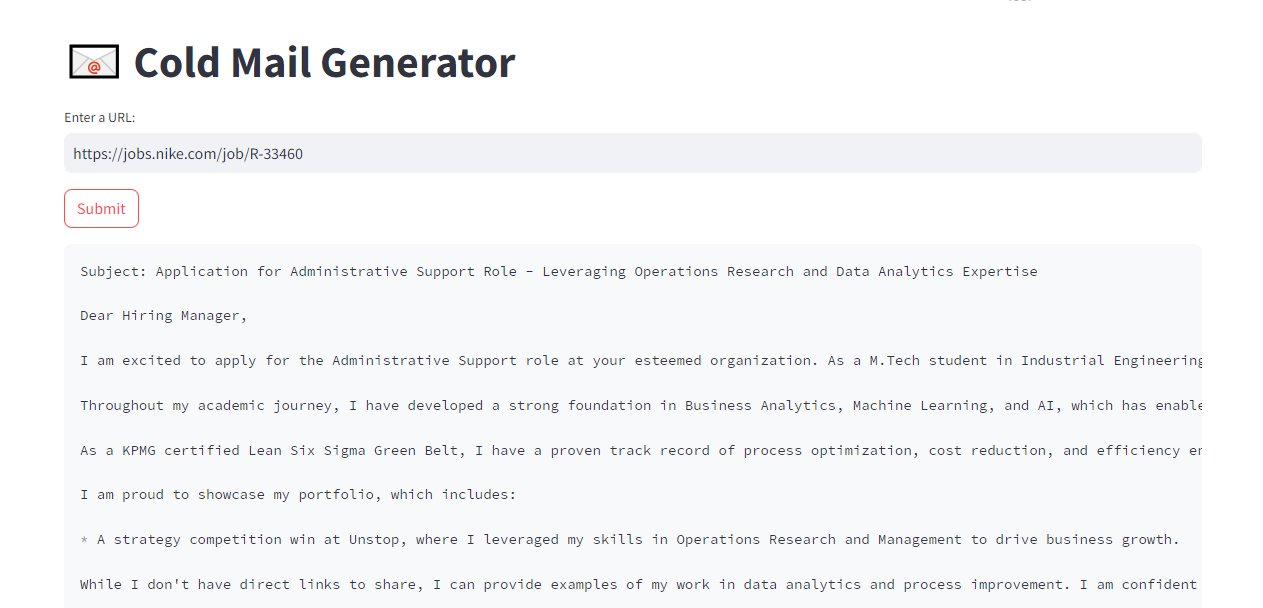 Cold Mail Generator
Enter a URL:
https://jobs.nike.com/job/R-33460
Submit
Subject: Application for Administrative Support Role - Leveraging Operations Research and Data Analytics Expertise
Dear Hiring Manager,
I am excited to apply for the Administrative Support role at your esteemed organization. As a M.Tech student in Industrial Engineering
Throughout my academic journey, I have developed a strong foundation in Business Analytics, Machine Learning, and AI, which has enable
As a KPMG certified Lean Six Sigma Green Belt, I have a proven track record of process optimization, cost reduction, and efficiency
I am proud to showcase my portfolio, which includes:
* A strategy competition win at Unstop, where I leveraged my skills in Operations Research and Management to drive business growth.
While I don't have direct links to share, I can provide examples of my work in data analytics and process improvement. I am confident